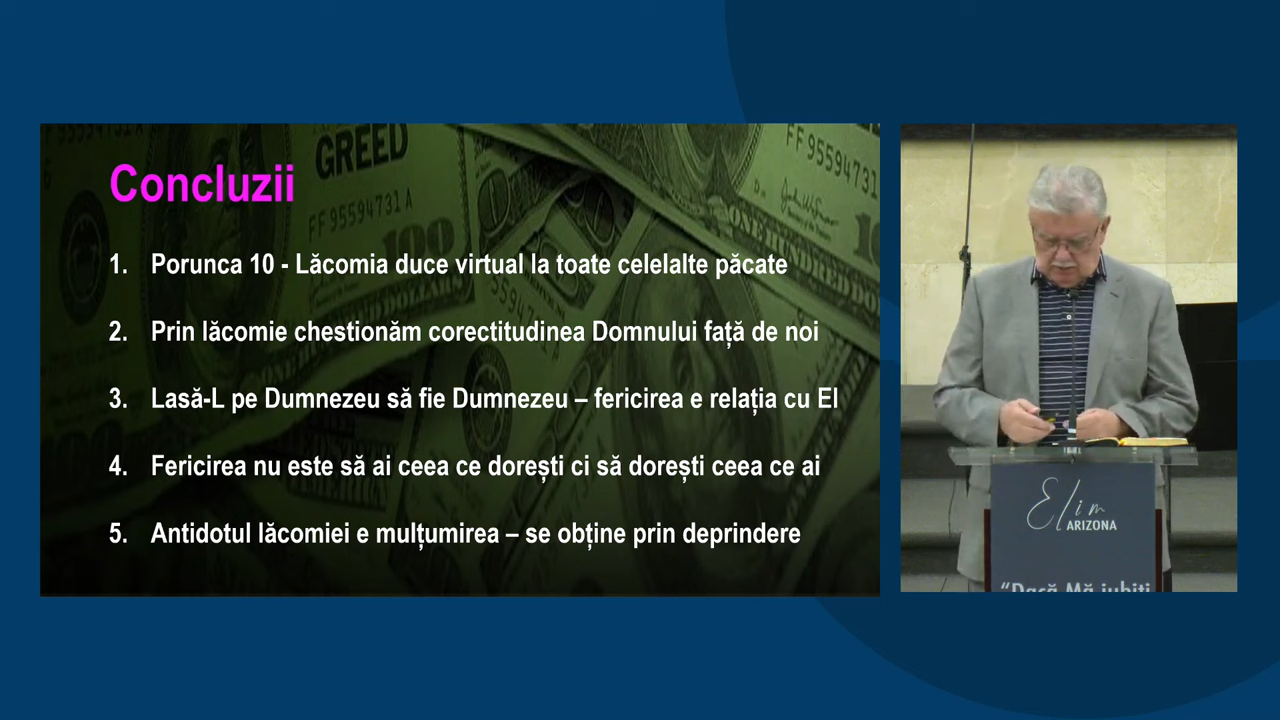 GREED
FF 95594731 A
100
FF 95594731
Concluzii
1. Porunca 10 - Lăcomia duce virtual la toate celelalte păcate
2. Prin lăcomie chestionăm corectitudinea Domnului față de noi
3. Lasă-L pe Dumnezeu să fie Dumnezeu – fericirea e relația cu El
4. Fericirea nu este să ai ceea ce dorești ci să dorești ceea ce ai
5. Antidotul lăcomiei e mulțumirea – se obține prin deprindere
Elim
ARIZONA
“Dacă Mă iubiți